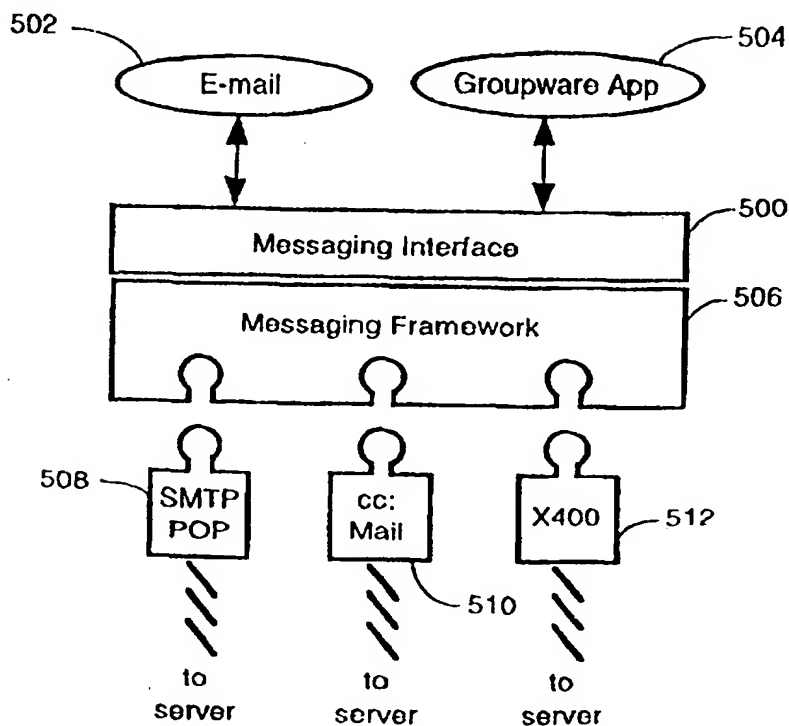 502
504
E-mail
Groupware App
500
Messaging Interface
506
Messaging Framework
508
SMTP
POP
cc:
Mail
X400
512
510
to
server
to
server
to
server